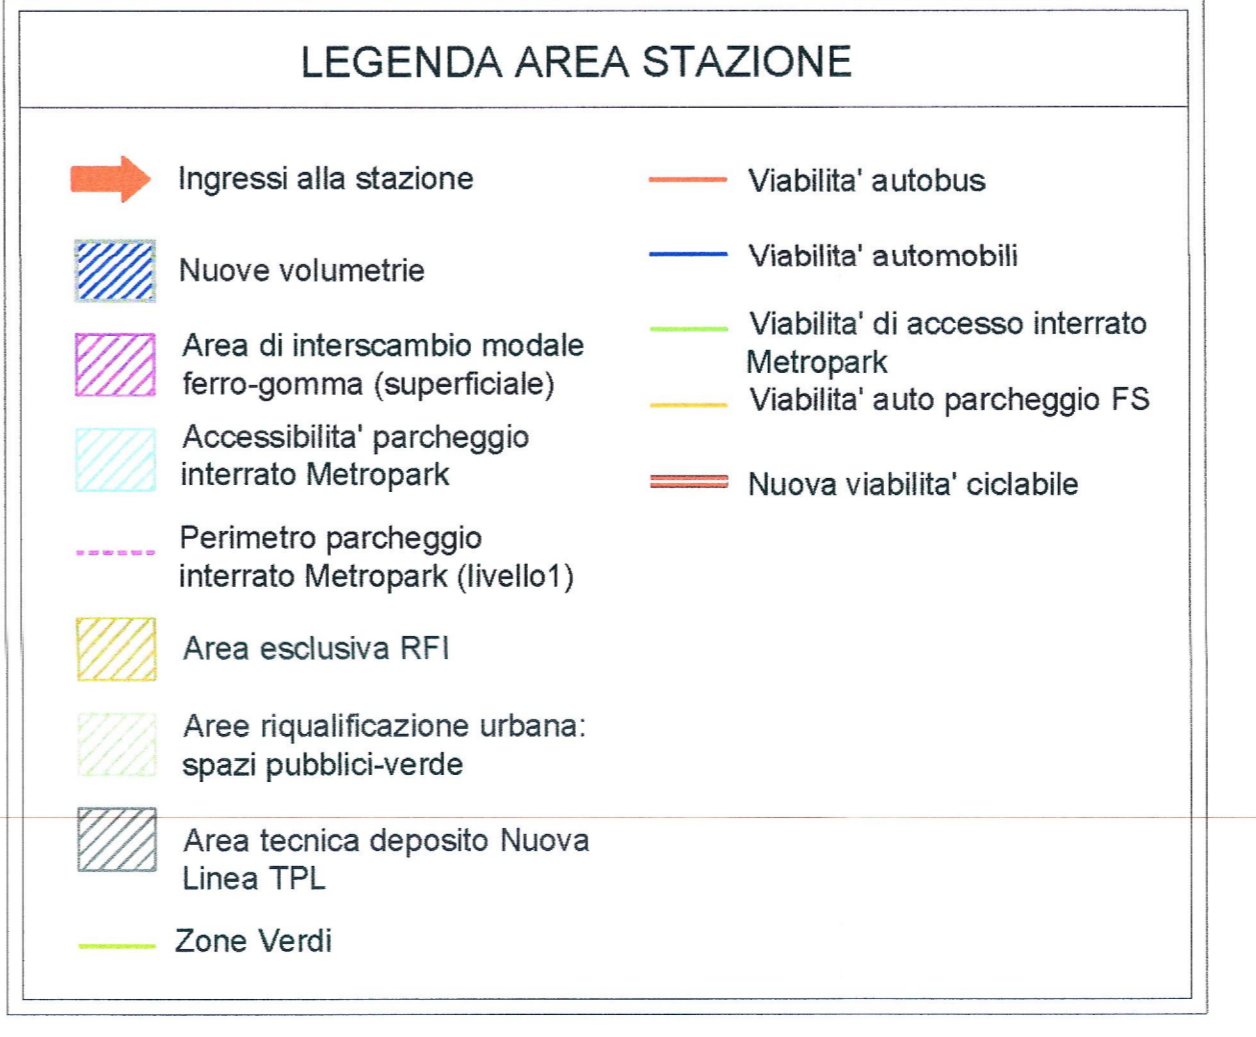 LEGENDA AREA STAZIONE
Ingressi alla stazione
Nuove volumetrie
Area di interscambio modale
ferro-gomma (superficiale)
Accessibilita' parcheggio
interrato Metropark
Perimetro parcheggio
interrato Metropark (livello1)
Area esclusiva RFI
Aree riqualificazione urbana:
spazi pubblici-verde
Area tecnica deposito Nuova
Linea TPL
Zone Verdi
Viabilita' autobus
Viabilita' automobili
Viabilita' di accesso interrato
Metropark
Viabilita' auto parcheggio FS
Nuova viabilita' ciclabile